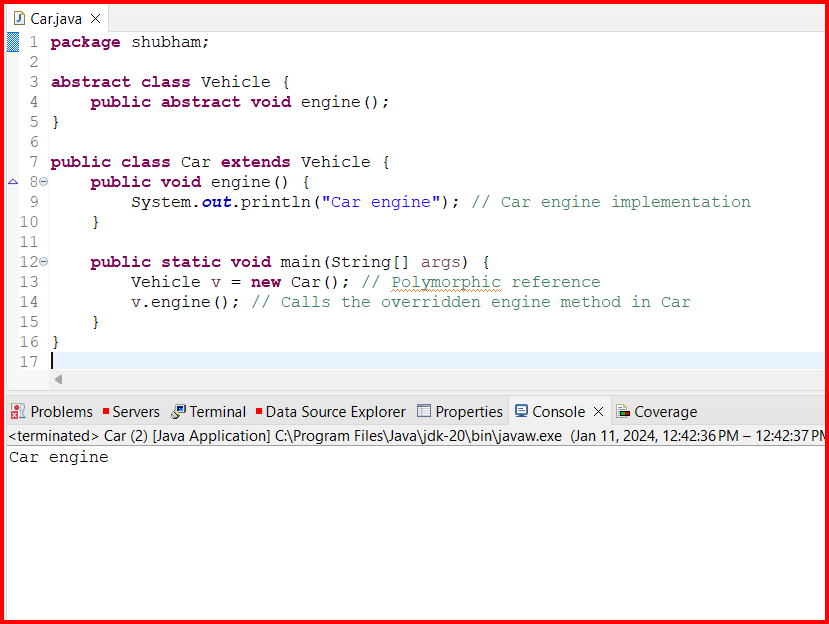 Car.java
1 package shubham;
2
3 abstract class Vehicle {
4     public abstract void engine();
5 }
6
7 public class Car extends Vehicle {
8     public void engine() {
9         System.out.println("Car engine"); // Car engine implementation
10     }
11
12     public static void main(String[] args) {
13         Vehicle v = new Car(); // Polymorphic reference
14         v.engine(); // Calls the overridden engine method in Car
15     }
16 }
17
Problems Servers Terminal Data Source Explorer Properties Console Coverage
<terminated> Car (2) [Java Application] C:\Program Files\Java\jdk-20\bin\javaw.exe (Jan 11, 2024, 12:42:36 PM – 12:42:37 PM
Car engine